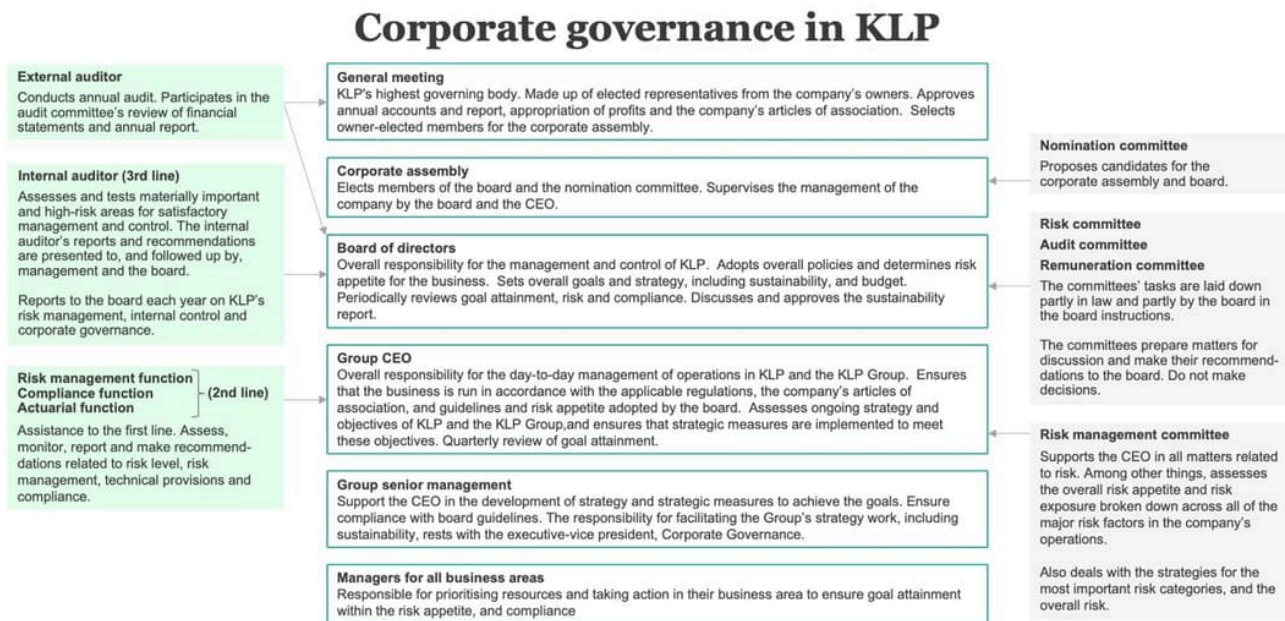 Corporate governance in KLP
External auditor
Conducts annual audit. Participates in the
audit committee's review of financial
statements and annual report.
Internal auditor (3rd line)
Assesses and tests materially important
and high-risk areas for satisfactory
management and control. The internal
auditor's reports and recommendations
are presented to, and followed up by,
management and the board.
Reports to the board each year on KLP's
risk management, internal control and
corporate governance.
Risk management function
Compliance function
(2nd line)
Actuarial function
Assistance to the first line. Assess,
monitor, report and make recommend-
dations related to risk level, risk
management, technical provisions and
compliance.
General meeting
KLP's highest governing body. Made up of elected representatives from the company's owners. Approves
annual accounts and report, appropriation of profits and the company's articles of association. Selects
owner-elected members for the corporate assembly.
Corporate assembly
Elects members of the board and the nomination committee. Supervises the management of the
company by the board and the CEO.
Board of directors
Overall responsibility for the management and control of KLP. Adopts overall policies and determines risk
appetite for the business. Sets overall goals and strategy, including sustainability, and budget.
Periodically reviews goal attainment, risk and compliance. Discusses and approves the sustainability
report.
Group CEO
Overall responsibility for the day-to-day management of operations in KLP and the KLP Group. Ensures
that the business is run in accordance with the applicable regulations, the company's articles of
association, and guidelines and risk appetite adopted by the board. Assesses ongoing strategy and
objectives of KLP and the KLP Group,and ensures that strategic measures are implemented to meet
these objectives. Quarterly review of goal attainment.
Group senior management
Support the CEO in the development of strategy and strategic measures to achieve the goals. Ensure
compliance with board guidelines. The responsibility for facilitating the Group's strategy work, including
sustainability, rests with the executive-vice president, Corporate Governance.
Managers for all business areas
Responsible for prioritising resources and taking action in their business area to ensure goal attainment
within the risk appetite, and compliance
Nomination committee
Proposes candidates for the
corporate assembly and board.
Risk committee
Audit committee
Remuneration committee
The committees' tasks are laid down
partly in law and partly by the board in
the board instructions.
The committees prepare matters for
discussion and make their recommend-
dations to the board. Do not make
decisions.
Risk management committee
Supports the CEO in all matters related
to risk. Among other things, assesses
the overall risk appetite and risk
exposure broken down across all of the
major risk factors in the company's
operations.
Also deals with the strategies for the
most important risk categories, and the
overall risk.